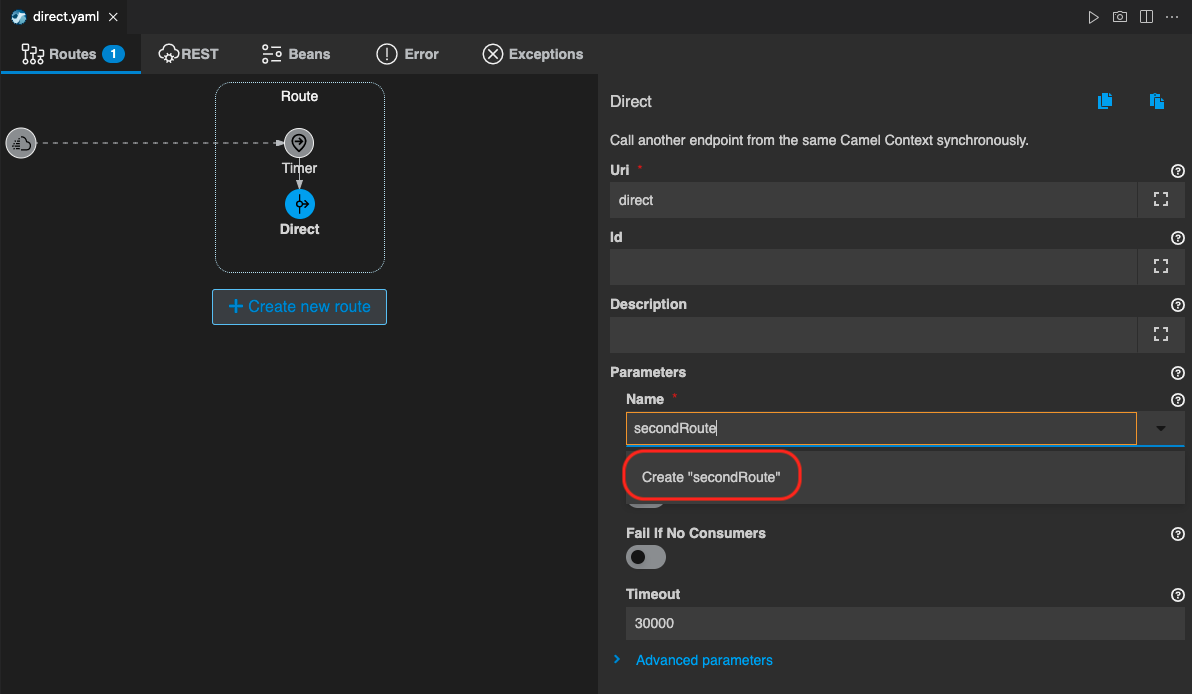 direct.yaml
Routes 1 REST Beans Error Exceptions
Route
Timer
Direct
Create new route
Direct
Call another endpoint from the same Camel Context synchronously.
Uri *
direct
Id
Description
Parameters
Name *
secondRoute
Create "secondRoute"
Fail If No Consumers
Timeout
30000
Advanced parameters